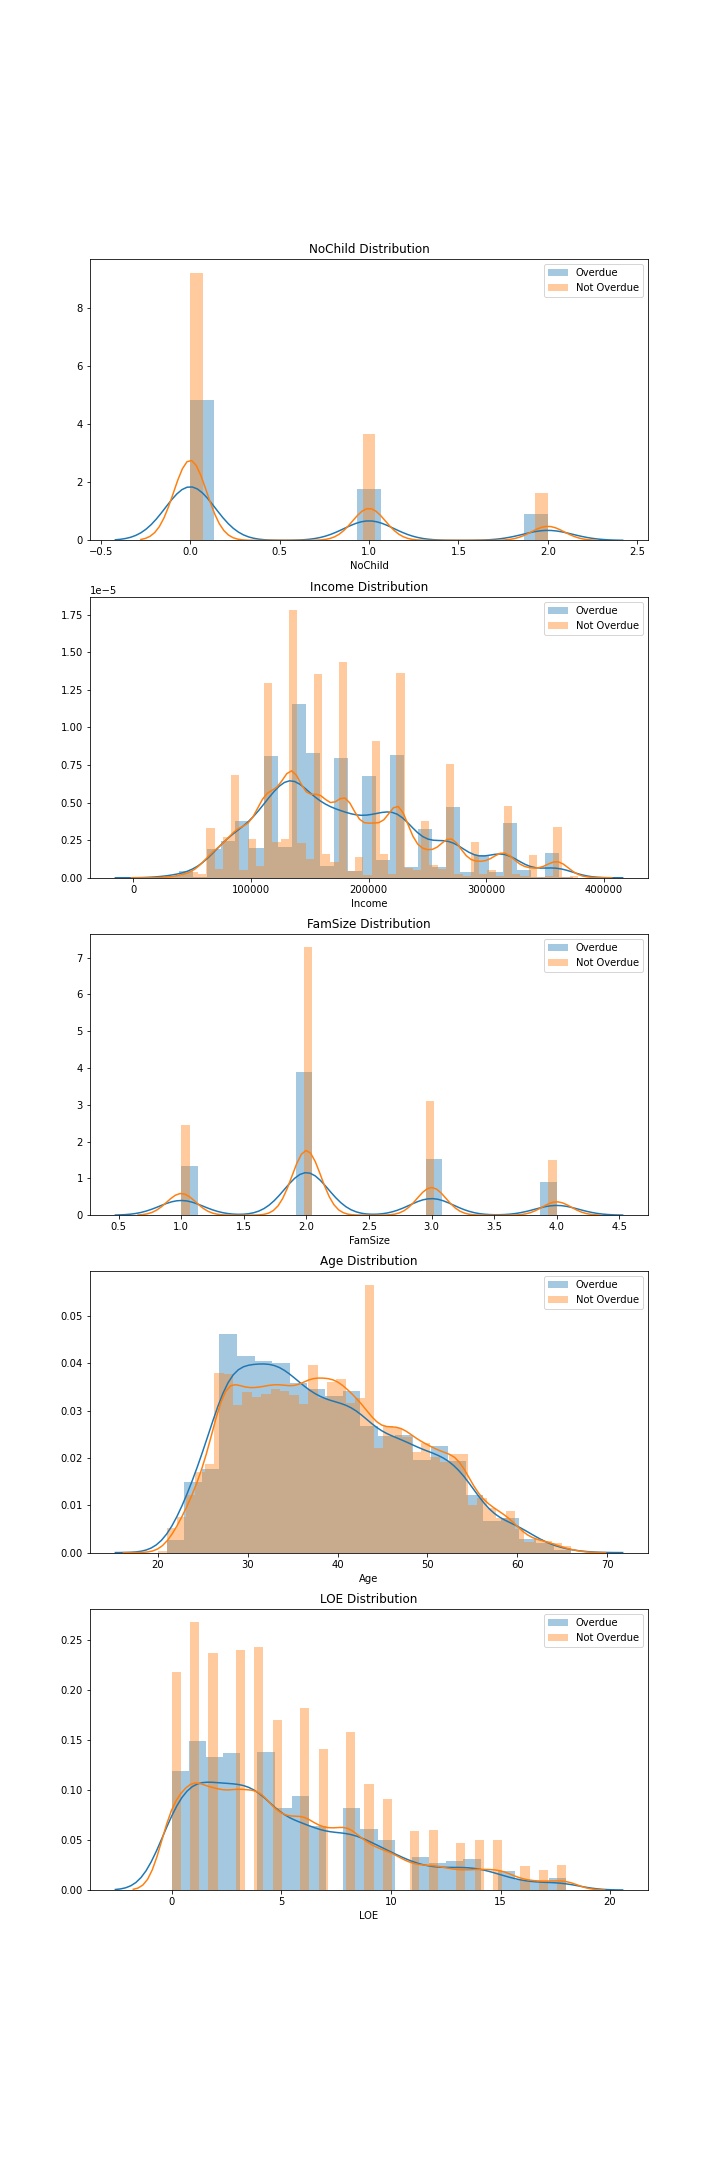 NoChild Distribution
Overdue
Not Overdue
8
6
4
2
0
−0.5 0.0 0.5 1.0 1.5 2.0 2.5
NoChild
Income Distribution
1e−5
Overdue
Not Overdue
1.75
1.50
1.25
1.00
0.75
0.50
0.25
0.00
0 100000 200000 300000 400000
Income
FamSize Distribution
Overdue
Not Overdue
7
6
5
4
3
2
1
0
0.5 1.0 1.5 2.0 2.5 3.0 3.5 4.0 4.5
FamSize
Age Distribution
Overdue
Not Overdue
0.05
0.04
0.03
0.02
0.01
0.00
20 30 40 50 60 70
Age
LOE Distribution
Overdue
Not Overdue
0.25
0.20
0.15
0.10
0.05
0.00
0 5 10 15 20
LOE